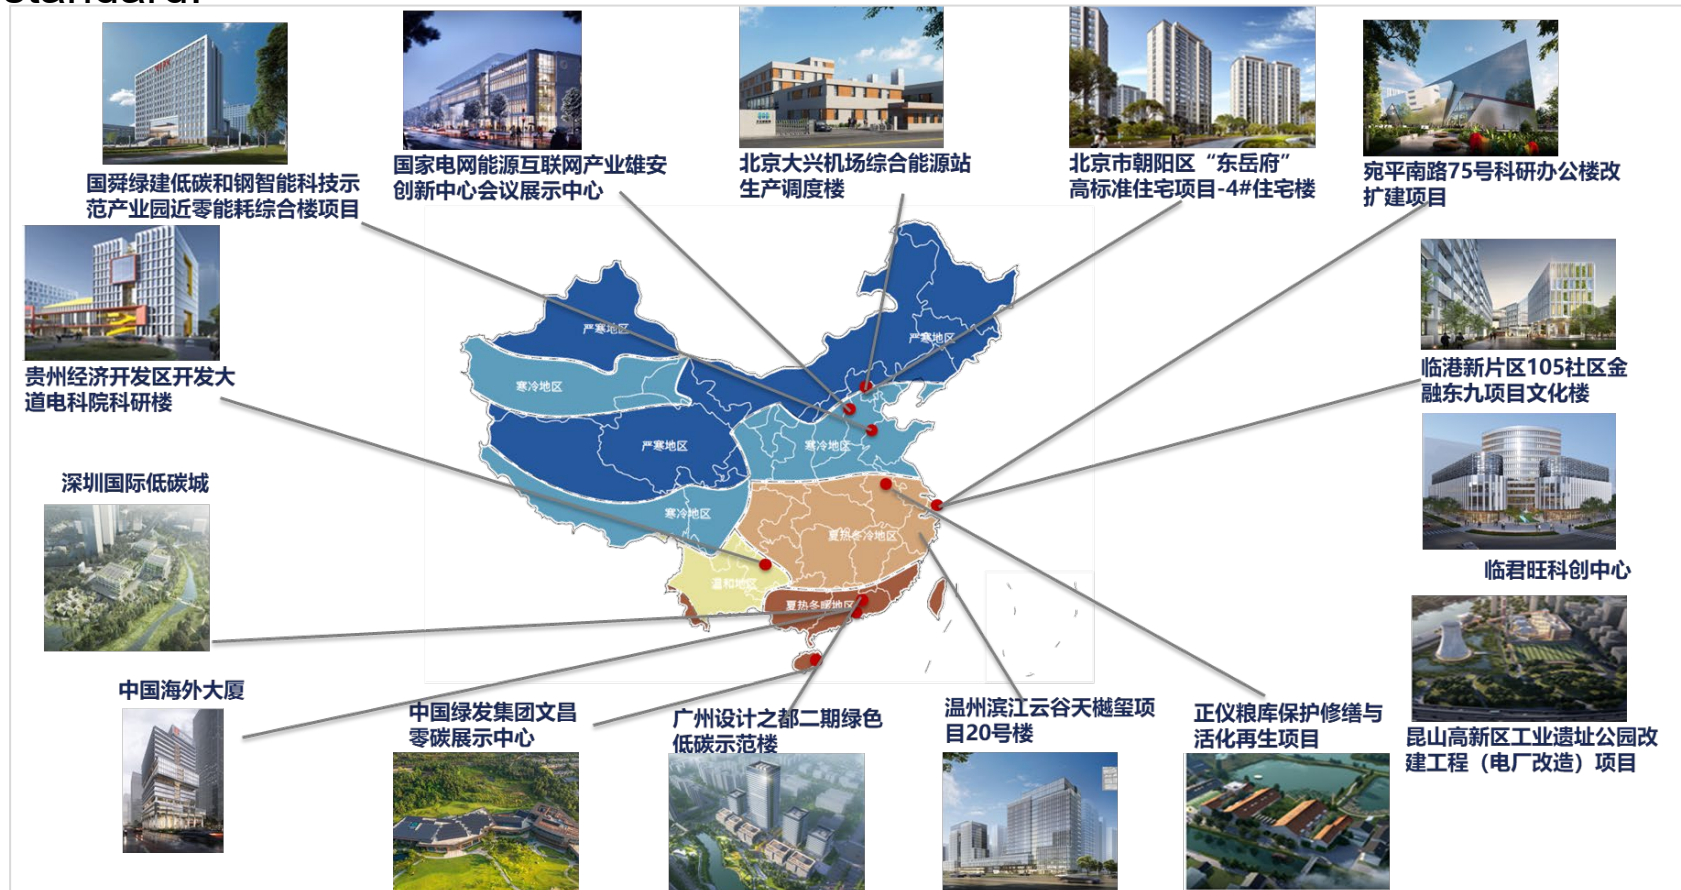 standard.
国舜绿建低碳和钢智能科技示
范产业园近零能耗综合楼项目
国家电网能源互联网产业雄安
创新中心会议展示中心
北京大兴机场综合能源站
生产调度楼
北京市朝阳区“东岳府”
高标准住宅项目-4#住宅楼
宛平南路75号科研办公楼改
扩建项目
贵州经济开发区开发大
道电科院科研楼
临港新片区105社区金
融东九项目文化楼
严寒地区
严寒地区
寒冷地区
严寒地区
寒冷地区
寒冷地区
夏热冬冷地区
温和地区
夏热冬暖地区
深圳国际低碳城
临君旺科创中心
中国海外大厦
中国绿发集团文昌
零碳展示中心
广州设计之都二期绿色
低碳示范楼
温州滨江云谷天樾玺项
目20号楼
正仪粮库保护修缮与
活化再生项目
昆山高新区工业遗址公园改
建工程（电厂改造）项目